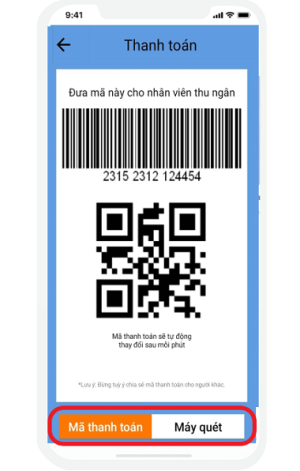 9:41
Thanh toán
Đưa mã này cho nhân viên thu ngân
2315 2312 124454
Mã thanh toán sẽ tự động
thay đổi sau mỗi phút
*Lưu ý: Đừng tuỳ ý chia sẻ mã thanh toán cho người khác.
Mã thanh toán Máy quét